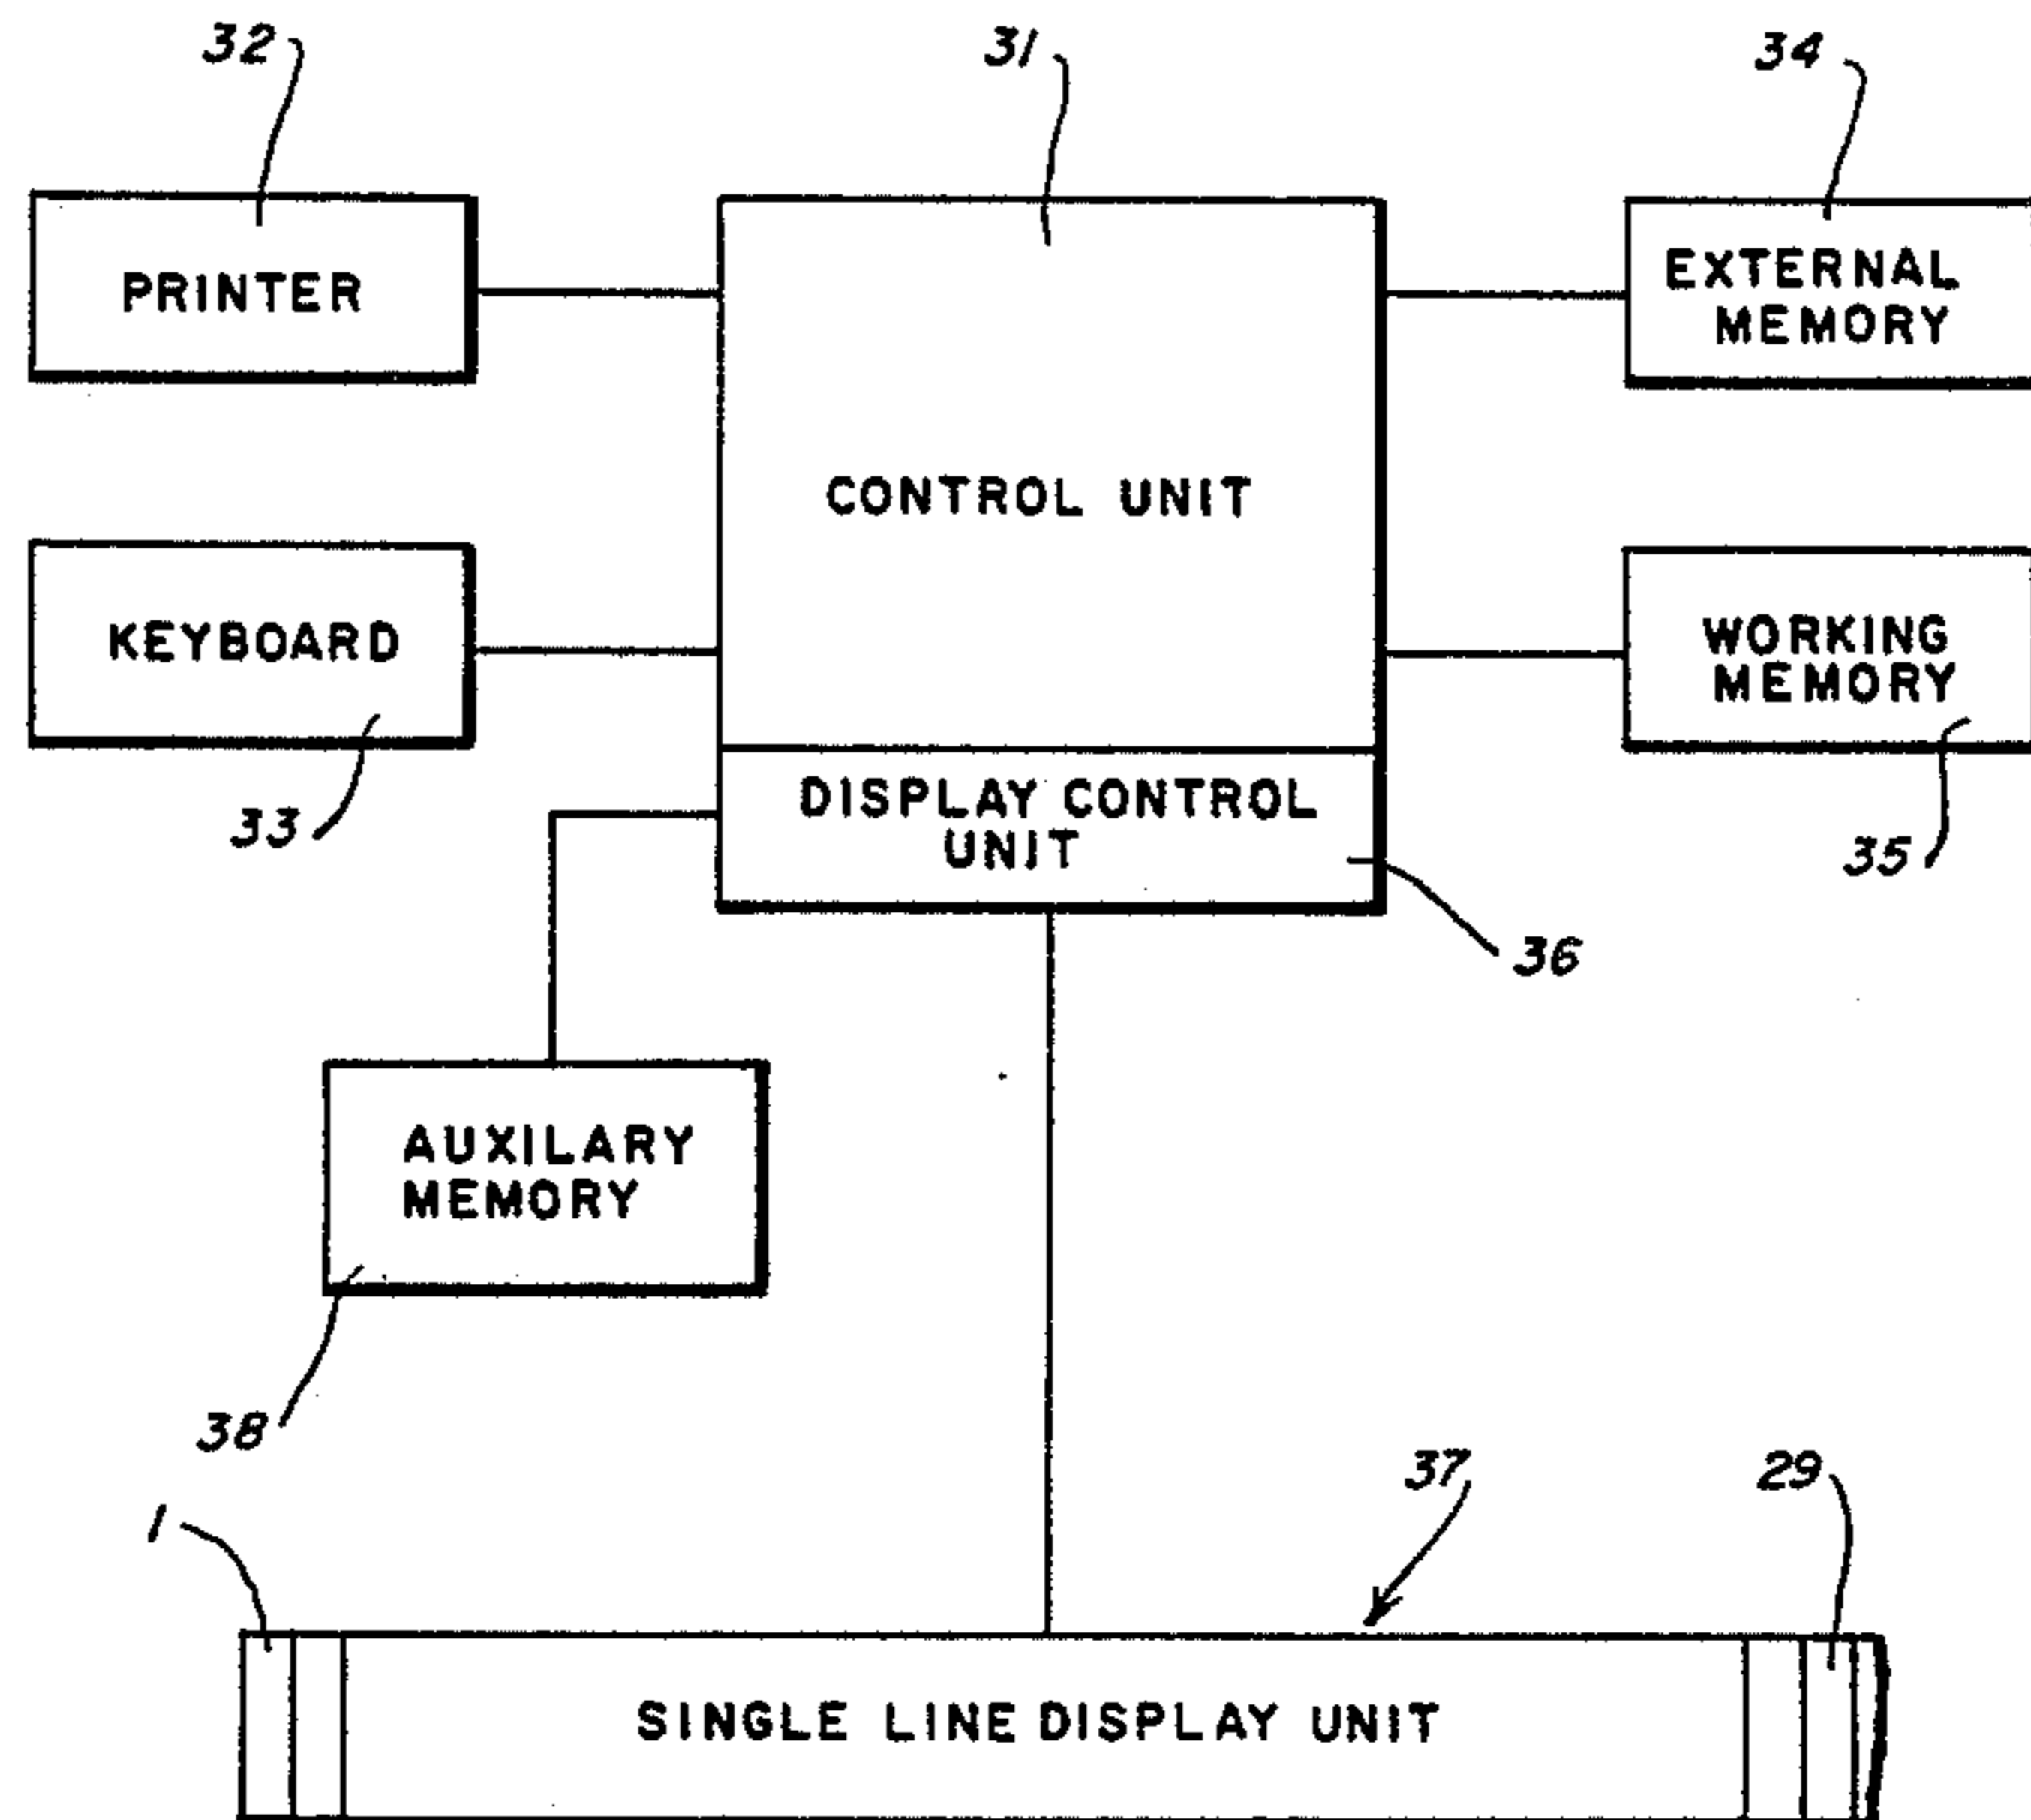 32
31
34
PRINTER
EXTERNAL
MEMORY
CONTROL UNIT
KEYBOARD
WORKING
MEMORY
33
DISPLAY CONTROL
UNIT
35
36
AUXILARY
MEMORY
38
37
29
1
SINGLE LINE DISPLAY UNIT